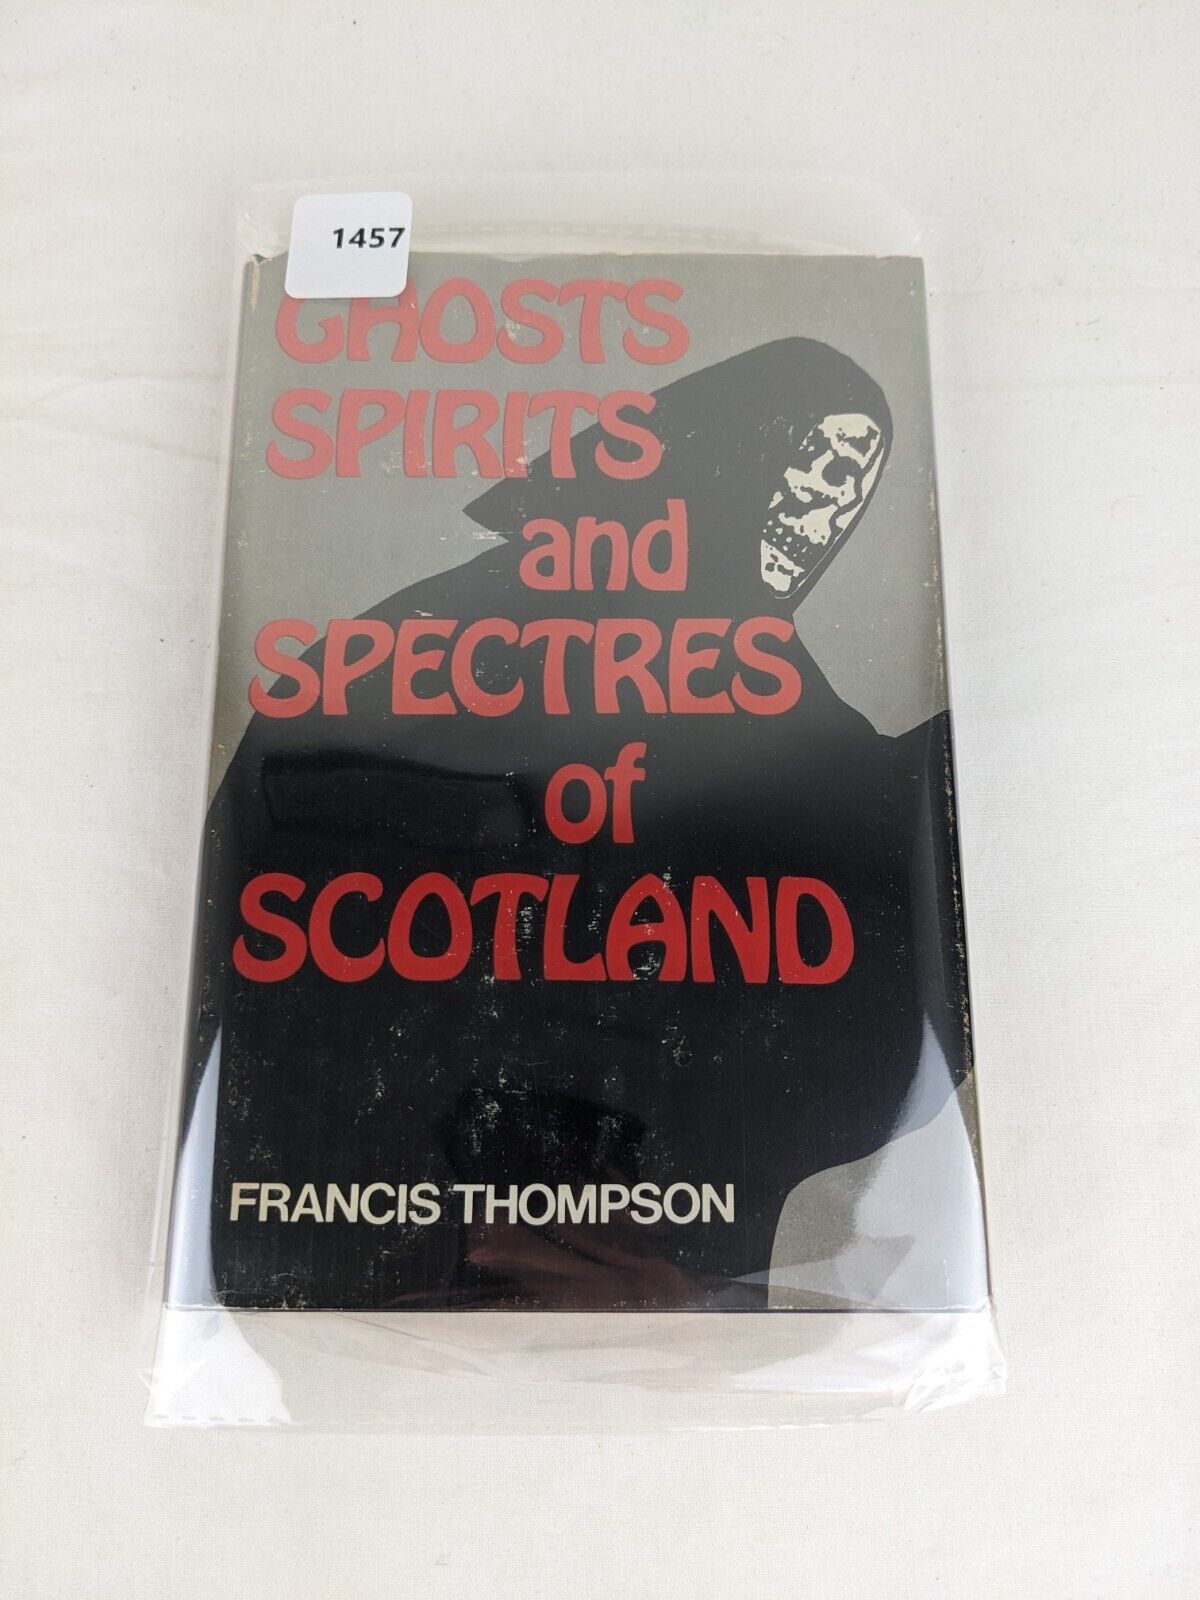 1457
GHOSTS
SPIRITS
and
SPECTRES
of
SCOTLAND
FRANCIS THOMPSON